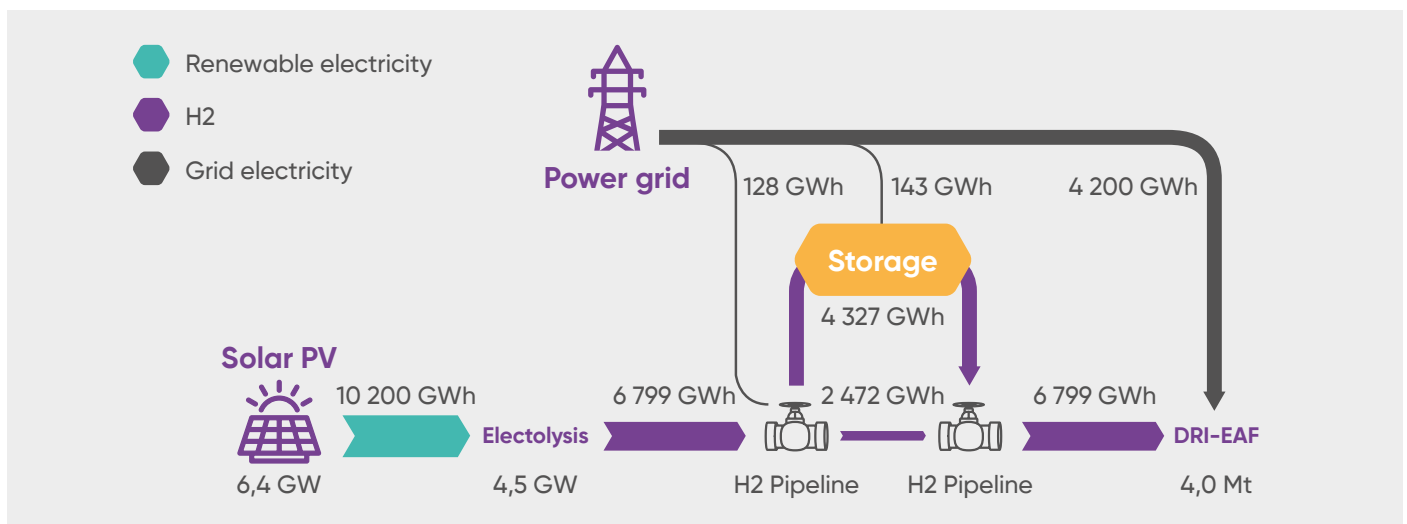 Renewable electricity
H2
Grid electricity
Power grid
128 GWh
143 GWh
4 200 GWh
Storage
4 327 GWh
Solar PV
10 200 GWh
6 799 GWh
2 472 GWh
6 799 GWh
Electolysis
DRI-EAF
6,4 GW
4,5 GW
H2 Pipeline
H2 Pipeline
4,0 Mt